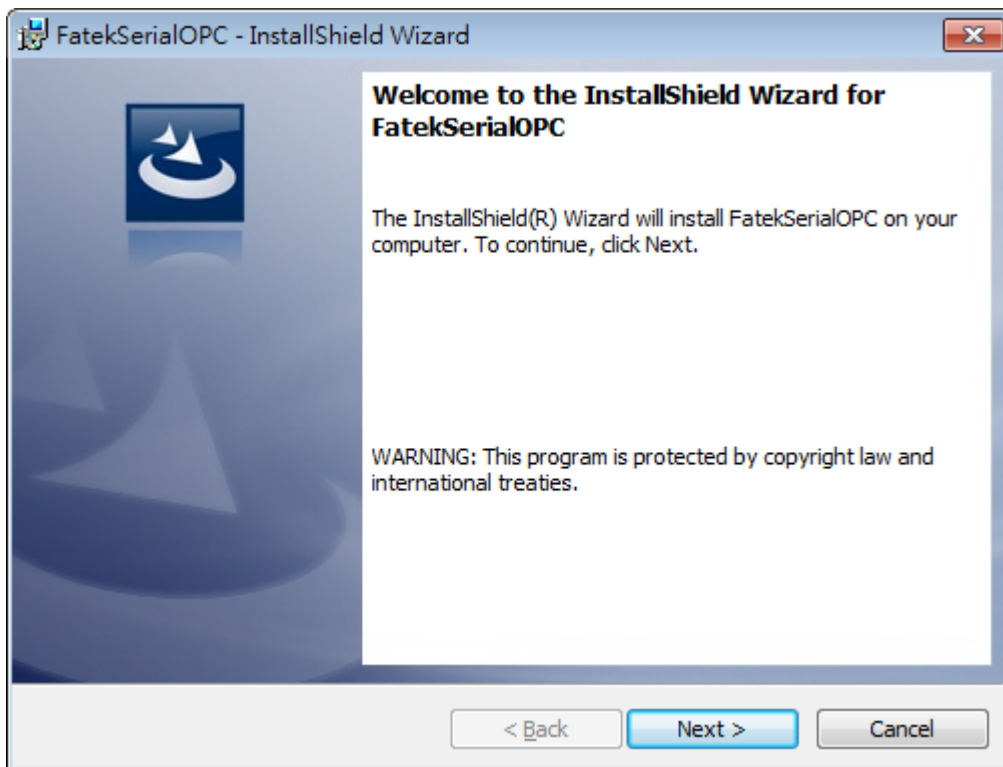 FatekSerialOPC - InstallShield Wizard
Welcome to the InstallShield Wizard for
FatekSerialOPC
The InstallShield(R) Wizard will install FatekSerialOPC on your
computer. To continue, click Next.
WARNING: This program is protected by copyright law and
international treaties.
< Back
Next >
Cancel